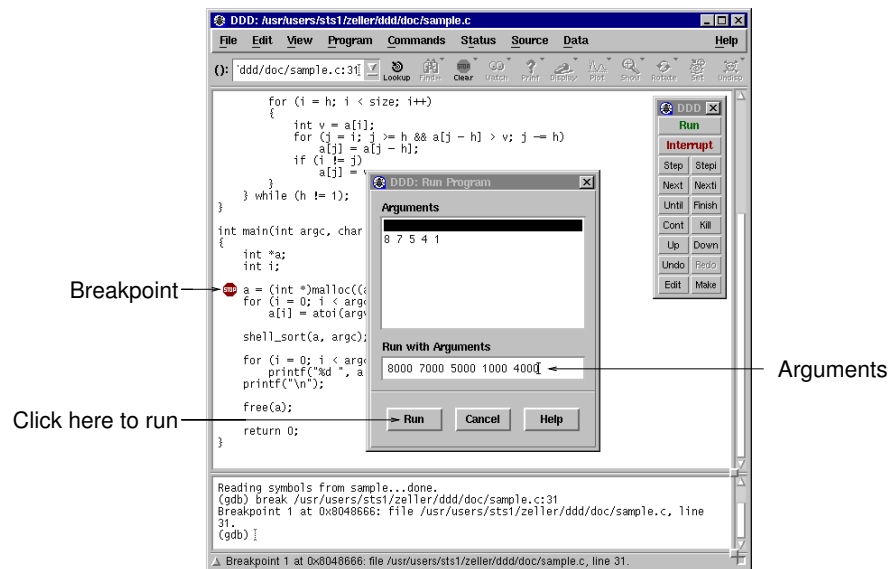 DDD: /usr/users/sts1/zeller/ddd/doc/sample.c
File Edit View Program Commands Status Source Data Help
(): ddd/doc/sample.c:31 Lookup Find» Clear Watch Print Display Plot Show Rotate Set Undisp
for (i = h; i < size; i++)
{
int v = a[i];
for (j = i; j >= h && a[j - h] > v; j -= h)
a[j] = a[j - h];
if (i != j)
a[j] =
}
} while (h != 1);
}
int main(int argc, char
{
int *a;
int i;
a = (int *)malloc((a
for (i = 0; i < argc
a[i] = atoi(argv
shell_sort(a, argc);
for (i = 0; i < argc
printf("%d ", a
printf("\n");
free(a);
return 0;
}
DDD
Run
Interrupt
Step Stepi
Next Nexti
Until Finish
Cont Kill
Up Down
Undo Redo
Edit Make
DDD: Run Program
Arguments
8 7 5 4 1
Run with Arguments
8000 7000 5000 1000 4000
Run Cancel Help
Breakpoint
STOP
Click here to run
Arguments
Reading symbols from sample...done.
(gdb) break /usr/users/sts1/zeller/ddd/doc/sample.c:31
Breakpoint 1 at 0x8048666: file /usr/users/sts1/zeller/ddd/doc/sample.c, line
31.
(gdb)
Breakpoint 1 at 0x8048666: file /usr/users/sts1/zeller/ddd/doc/sample.c, line 31.